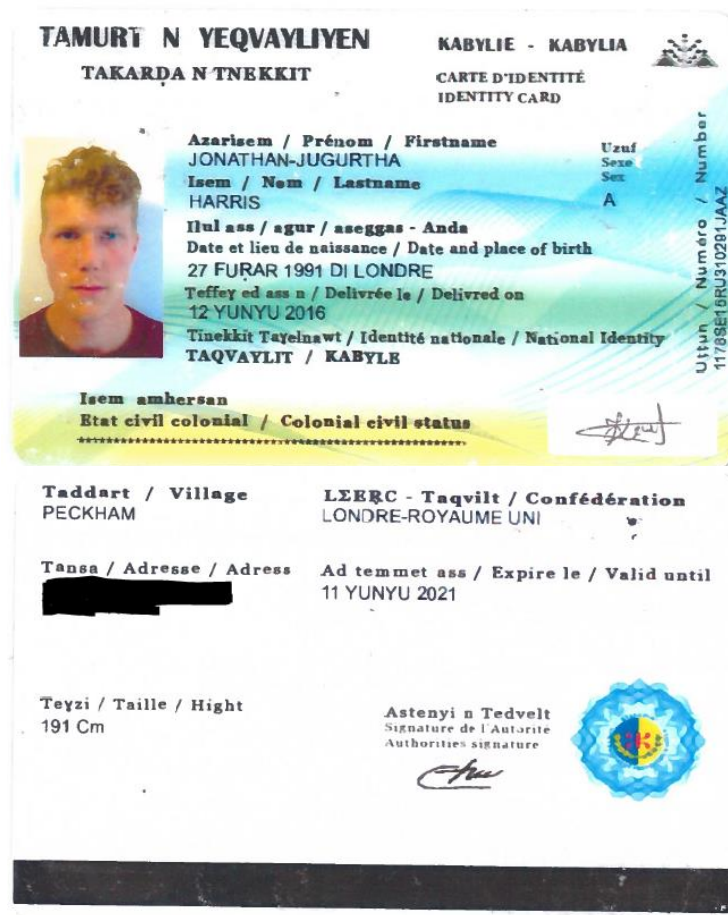 TAMURT N YEQVAYLIYEN
TAKARḌA N TNEKKIT
KABYLIE - KABYLIA
CARTE D'IDENTITÉ
IDENTITY CARD
Azarisem / Prénom / Firstname
JONATHAN-JUGURTHA
Isem / Nom / Lastname
HARRIS
Uzuf
Sexe
Sex
A
Ilul ass / agur / aseggas - Anda
Date et lieu de naissance / Date and place of birth
27 FURAR 1991 DI LONDRE
Teffeɣ ed ass n / Delivrée le / Delivred on
12 YUNYU 2016
Tinekkit Taɣelnawt / Identité nationale / National Identity
TAQVAYLIT / KABYLE
Uṭṭun / Numéro / Number
Isem amhersan
Etat civil colonial / Colonial civil status
**********************************************
Taddart / Village
PECKHAM
LƐERC - Taqvilt / Confédération
LONDRE-ROYAUME UNI
Tansa / Adresse / Adress
Ad temmet ass / Expire le / Valid until
11 YUNYU 2021
Teɣzi / Taille / Hight
191 Cm
Astenyi n Tedvelt
Signature de l'Autorité
Authorities signature